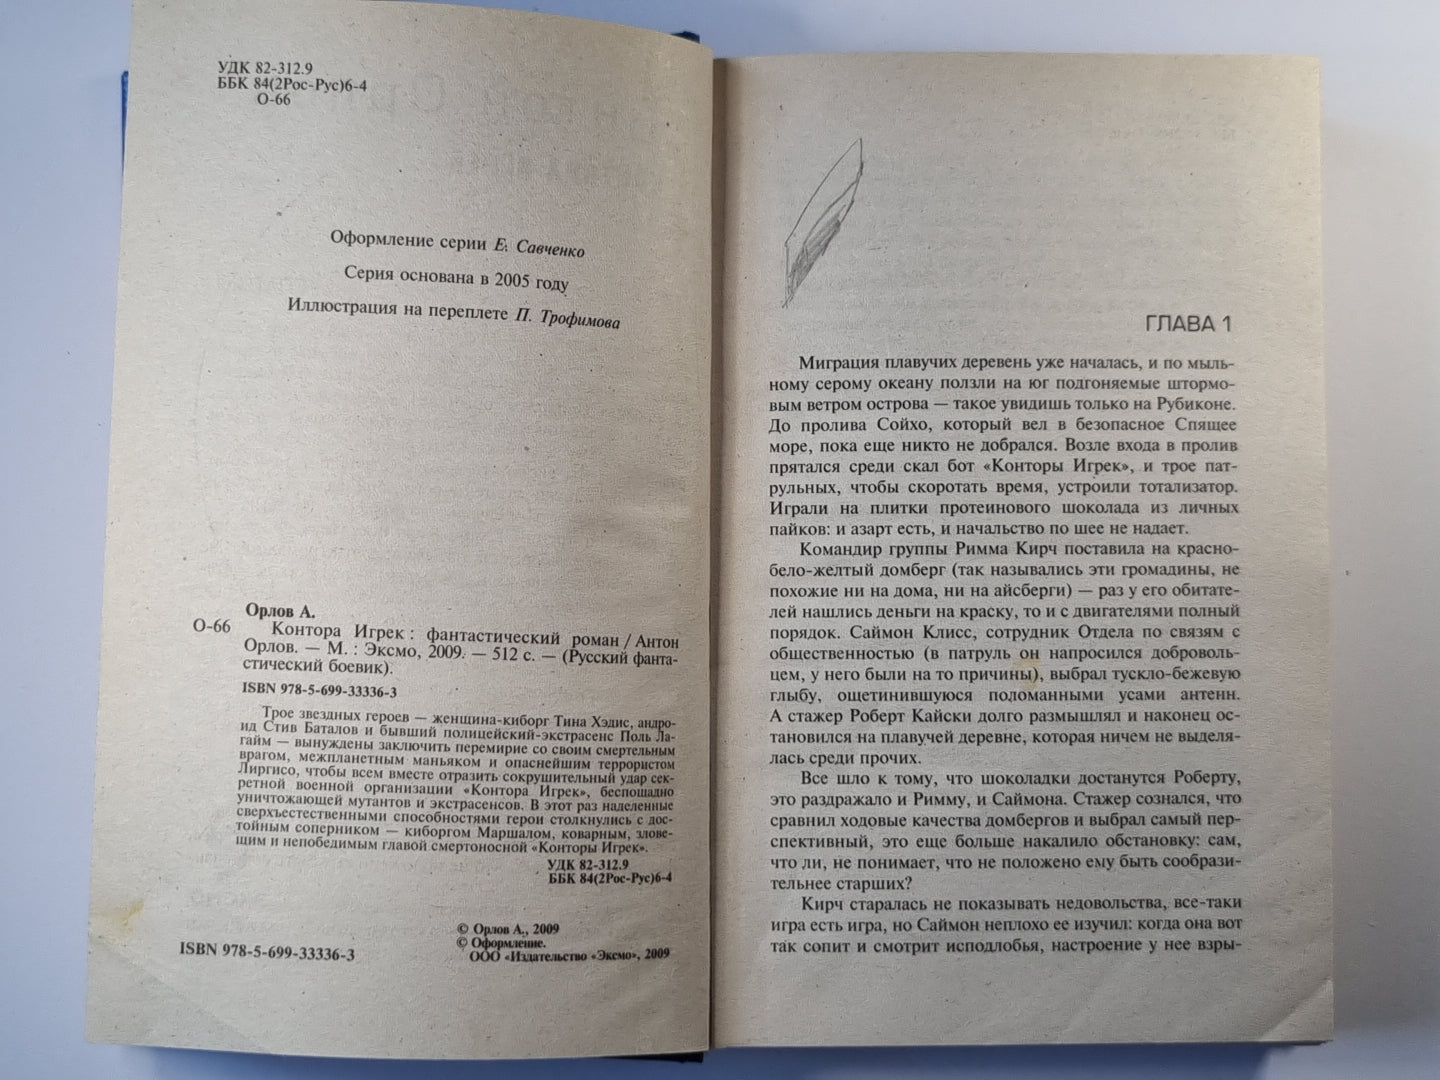 УДК 82-312.9
ББК 84(2Рос-Рус)6-4
О-66
Оформление серии Е. Савченко
Серия основана в 2005 году
Иллюстрация на переплете П. Трофимова
Орлов А.
О-66 Контора Игрек : фантастический роман / Антон
Орлов. — М. : Эксмо, 2009. — 512 с. — (Русский фанта-
стический боевик).
ISBN 978-5-699-33336-3
Трое звездных героев — женщина-киборг Тина Хэдис, андро-
ид Стив Баталов и бывший полицейский-экстрасенс Поль Ла-
гайм — вынуждены заключить перемирие со своим смертельным
врагом, межпланетным маньяком и опаснейшим террористом
Лиргисо, чтобы всем вместе отразить сокрушительный удар сек-
ретной военной организации «Контора Игрек», беспощадно
уничтожающей мутантов и экстрасенсов. В этот раз наделенные
сверхъестественными способностями герои столкнулись с дос-
тойным соперником — киборгом Маршалом, коварным, злове-
щим и непобедимым главой смертоносной «Конторы Игрек».
УДК 82-312.9
ББК 84(2Рос-Рус)6-4
© Орлов А., 2009
© Оформление.
ООО «Издательство «Эксмо», 2009
ISBN 978-5-699-33336-3
ГЛАВА 1
Миграция плавучих деревень уже началась, и по мыль-
ному серому океану ползли на юг подгоняемые штормо-
вым ветром острова — такое увидишь только на Рубиконе.
До пролива Сойхо, который вел в безопасное Спящее
море, пока еще никто не добрался. Возле входа в пролив
прятался среди скал бот «Конторы Игрек», и трое пат-
рульных, чтобы скоротать время, устроили тотализатор.
Играли на плитки протеинового шоколада из личных
пайков: и азарт есть, и начальство по шее не надает.
Командир группы Римма Кирч поставила на красно-
бело-желтый домберг (так назывались эти громадины, не
похожие ни на дома, ни на айсберги) — раз у его обитате-
лей нашлись деньги на краску, то и с двигателями полный
порядок. Саймон Клисс, сотрудник Отдела по связям с
общественностью (в патруль он напросился доброволь-
цем, у него были на то причины), выбрал тускло-бежевую
глыбу, ощетинившуюся поломанными усами антенн.
А стажер Роберт Кайски долго размышлял и наконец ос-
тановился на плавучей деревне, которая ничем не выделя-
лась среди прочих.
Все шло к тому, что шоколадки достанутся Роберту,
это раздражало и Римму, и Саймона. Стажер сознался, что
сравнил ходовые качества домбергов и выбрал самый пер-
спективный, это еще больше накалило обстановку: сам,
что ли, не понимает, что не положено ему быть сообрази-
тельнее старших?
Кирч старалась не показывать недовольства, все-таки
игра есть игра, но Саймон неплохо ее изучил: когда она вот
так сопит и смотрит исподлобья, настроение у нее взры-